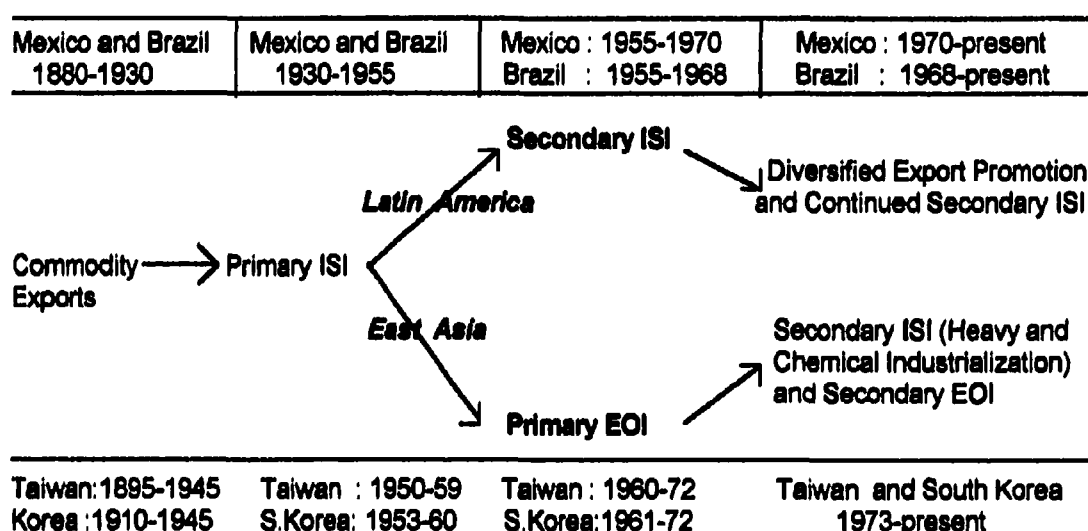 Mexico and Brazil
1880-1930
Mexico and Brazil
1930-1955
Mexico : 1955-1970
Brazil : 1955-1968
Mexico : 1970-present
Brazil : 1968-present
Secondary ISI
Diversified Export Promotion
and Continued Secondary ISI
Latin America
Commodity
Exports
Primary ISI
East Asia
Secondary ISI (Heavy and
Chemical Industrialization)
and Secondary EOI
Primary EOI
Taiwan:1895-1945
Korea :1910-1945
Taiwan : 1950-59
S.Korea: 1953-60
Taiwan : 1960-72
S.Korea:1961-72
Taiwan and South Korea
1973-present